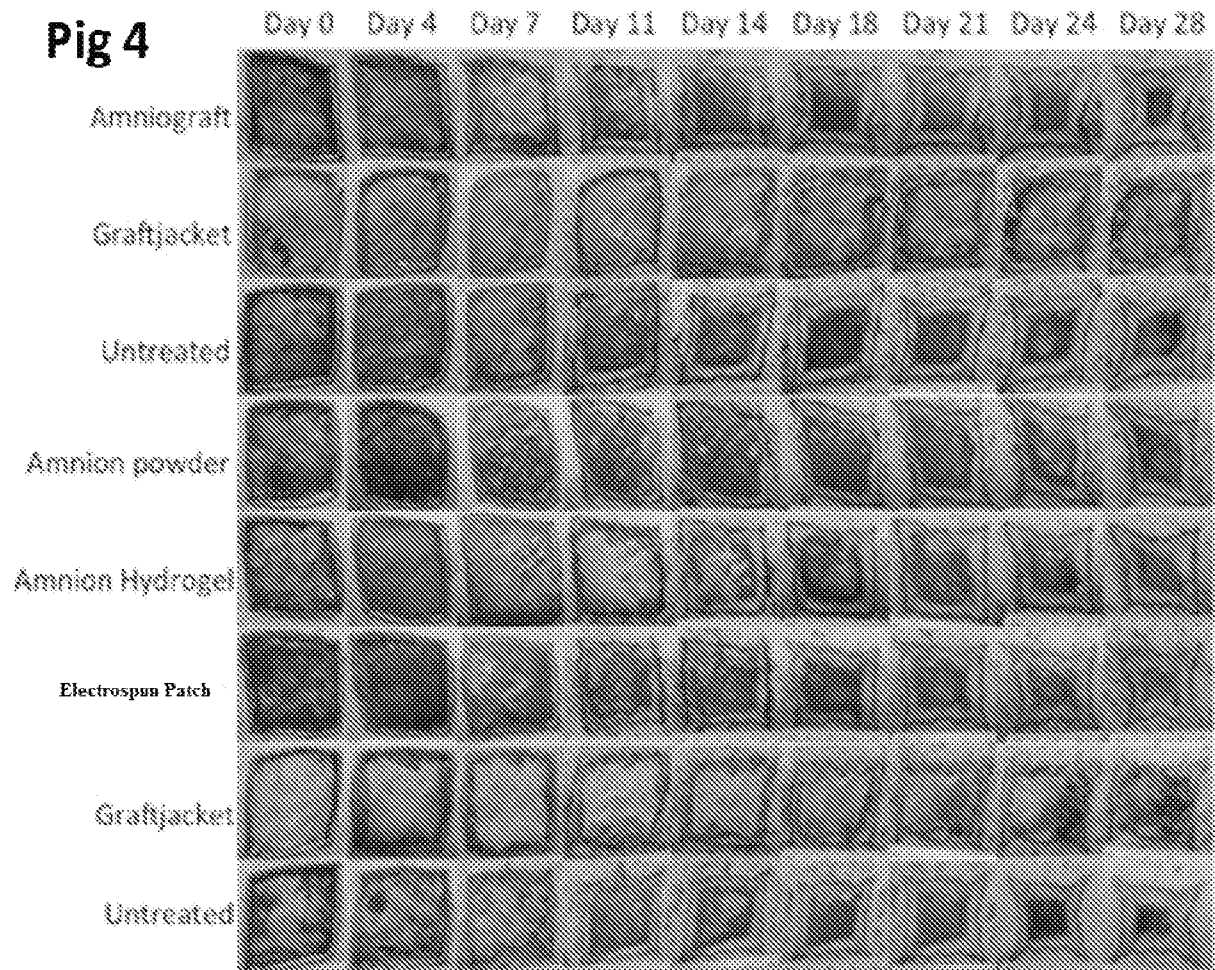 Pig 4
Day 0 Day 4 Day 7 Day 11 Day 14 Day 18 Day 21 Day 24 Day 28
Amniograft
Graftjacket
Untreated
Amnion powder
Amnion Hydrogel
Electrospun Patch
Graftjacket
Untreated